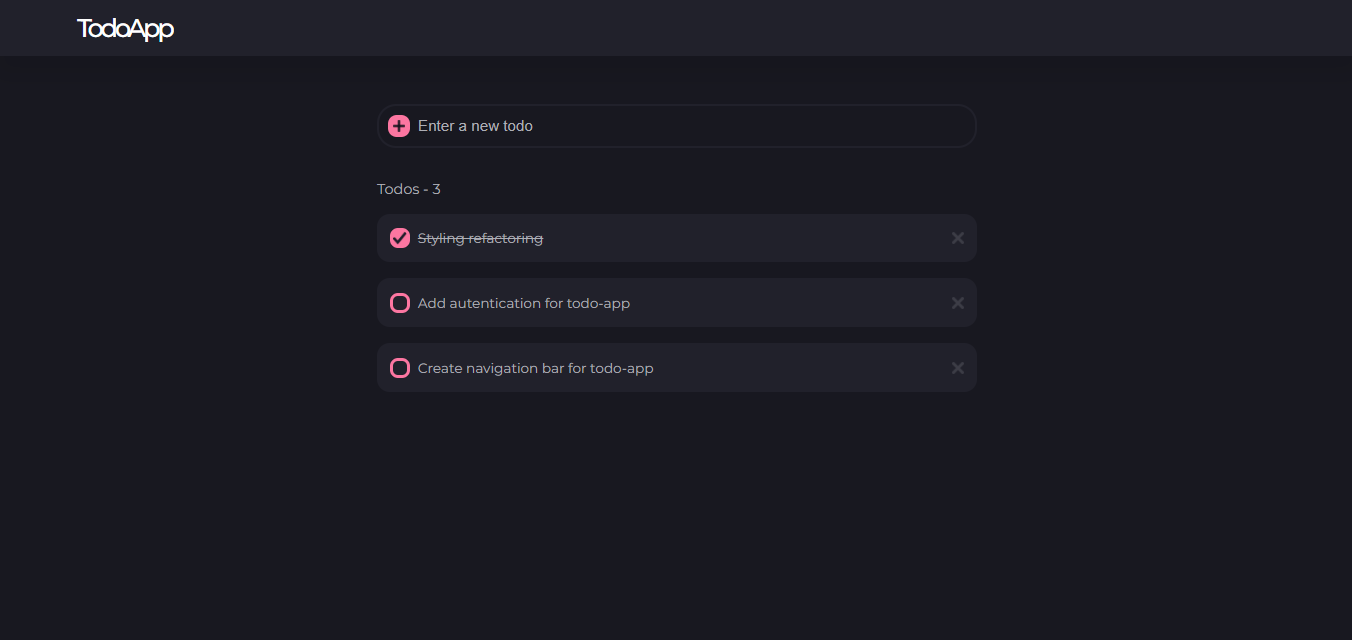 TodoApp
Enter a new todo
Todos - 3
Styling refactoring
Add autentication for todo-app
Create navigation bar for todo-app